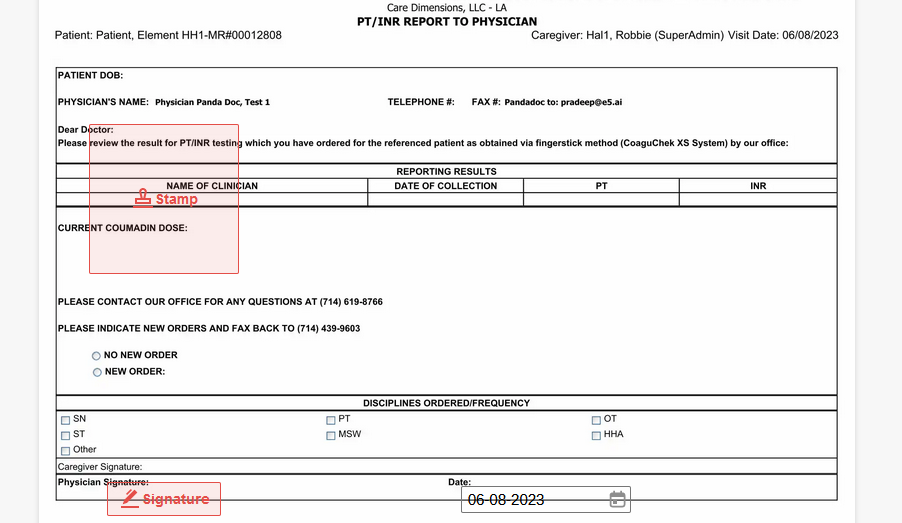 Care Dimensions, LLC - LA
PT/INR REPORT TO PHYSICIAN
Patient: Patient, Element HH1-MR#00012808 Caregiver: Hal1, Robbie (SuperAdmin) Visit Date: 06/08/2023
PATIENT DOB:
PHYSICIAN'S NAME: Physician Panda Doc, Test 1 TELEPHONE #: FAX #: Pandadoc to: pradeep@e5.ai
Dear Doctor:
Please review the result for PT/INR testing which you have ordered for the referenced patient as obtained via fingerstick method (CoaguChek XS System) by our office:
REPORTING RESULTS
NAME OF CLINICIAN DATE OF COLLECTION PT INR
Stamp
CURRENT COUMADIN DOSE:
PLEASE CONTACT OUR OFFICE FOR ANY QUESTIONS AT (714) 619-8766
PLEASE INDICATE NEW ORDERS AND FAX BACK TO (714) 439-9603
NO NEW ORDER
NEW ORDER:
DISCIPLINES ORDERED/FREQUENCY
SN PT OT
ST MSW HHA
Other
Caregiver Signature:
Physician Signature: Date:
Signature 06-08-2023